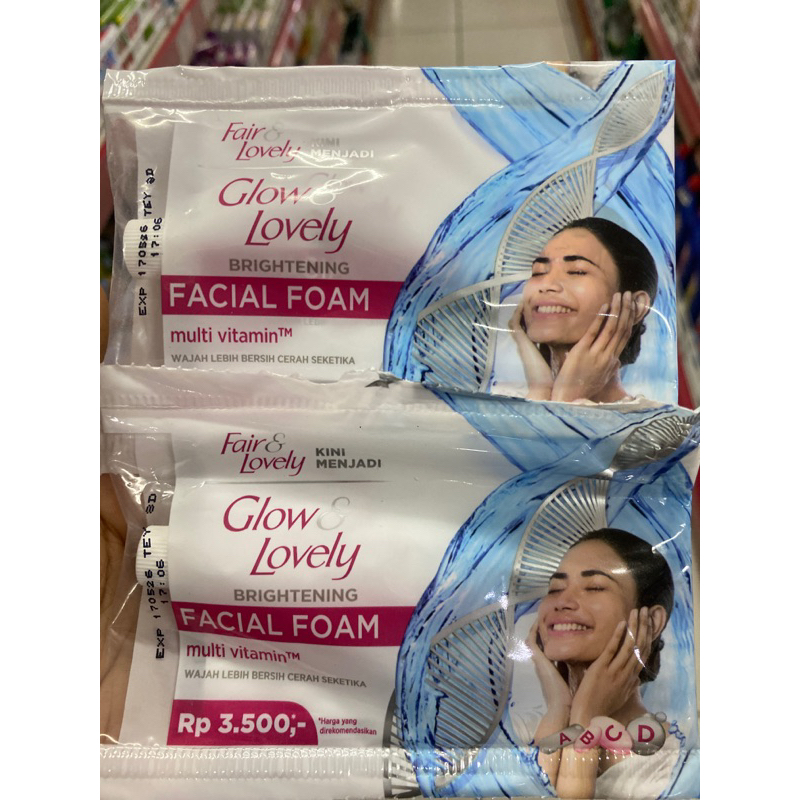 Fair &
Lovely
KINI
MENJADI
Glow &
Lovely
BRIGHTENING
FACIAL FOAM
multi vitamin™
WAJAH LEBIH BERSIH CERAH SEKETIKA
EXP 170526 TEY SD
17:06
Fair &
Lovely
KINI
MENJADI
Glow &
Lovely
BRIGHTENING
FACIAL FOAM
multi vitamin™
WAJAH LEBIH BERSIH CERAH SEKETIKA
Rp 3.500,-
*Harga yang
direkomendasikan
EXP 170526 TEY SD
17:06
A B C D